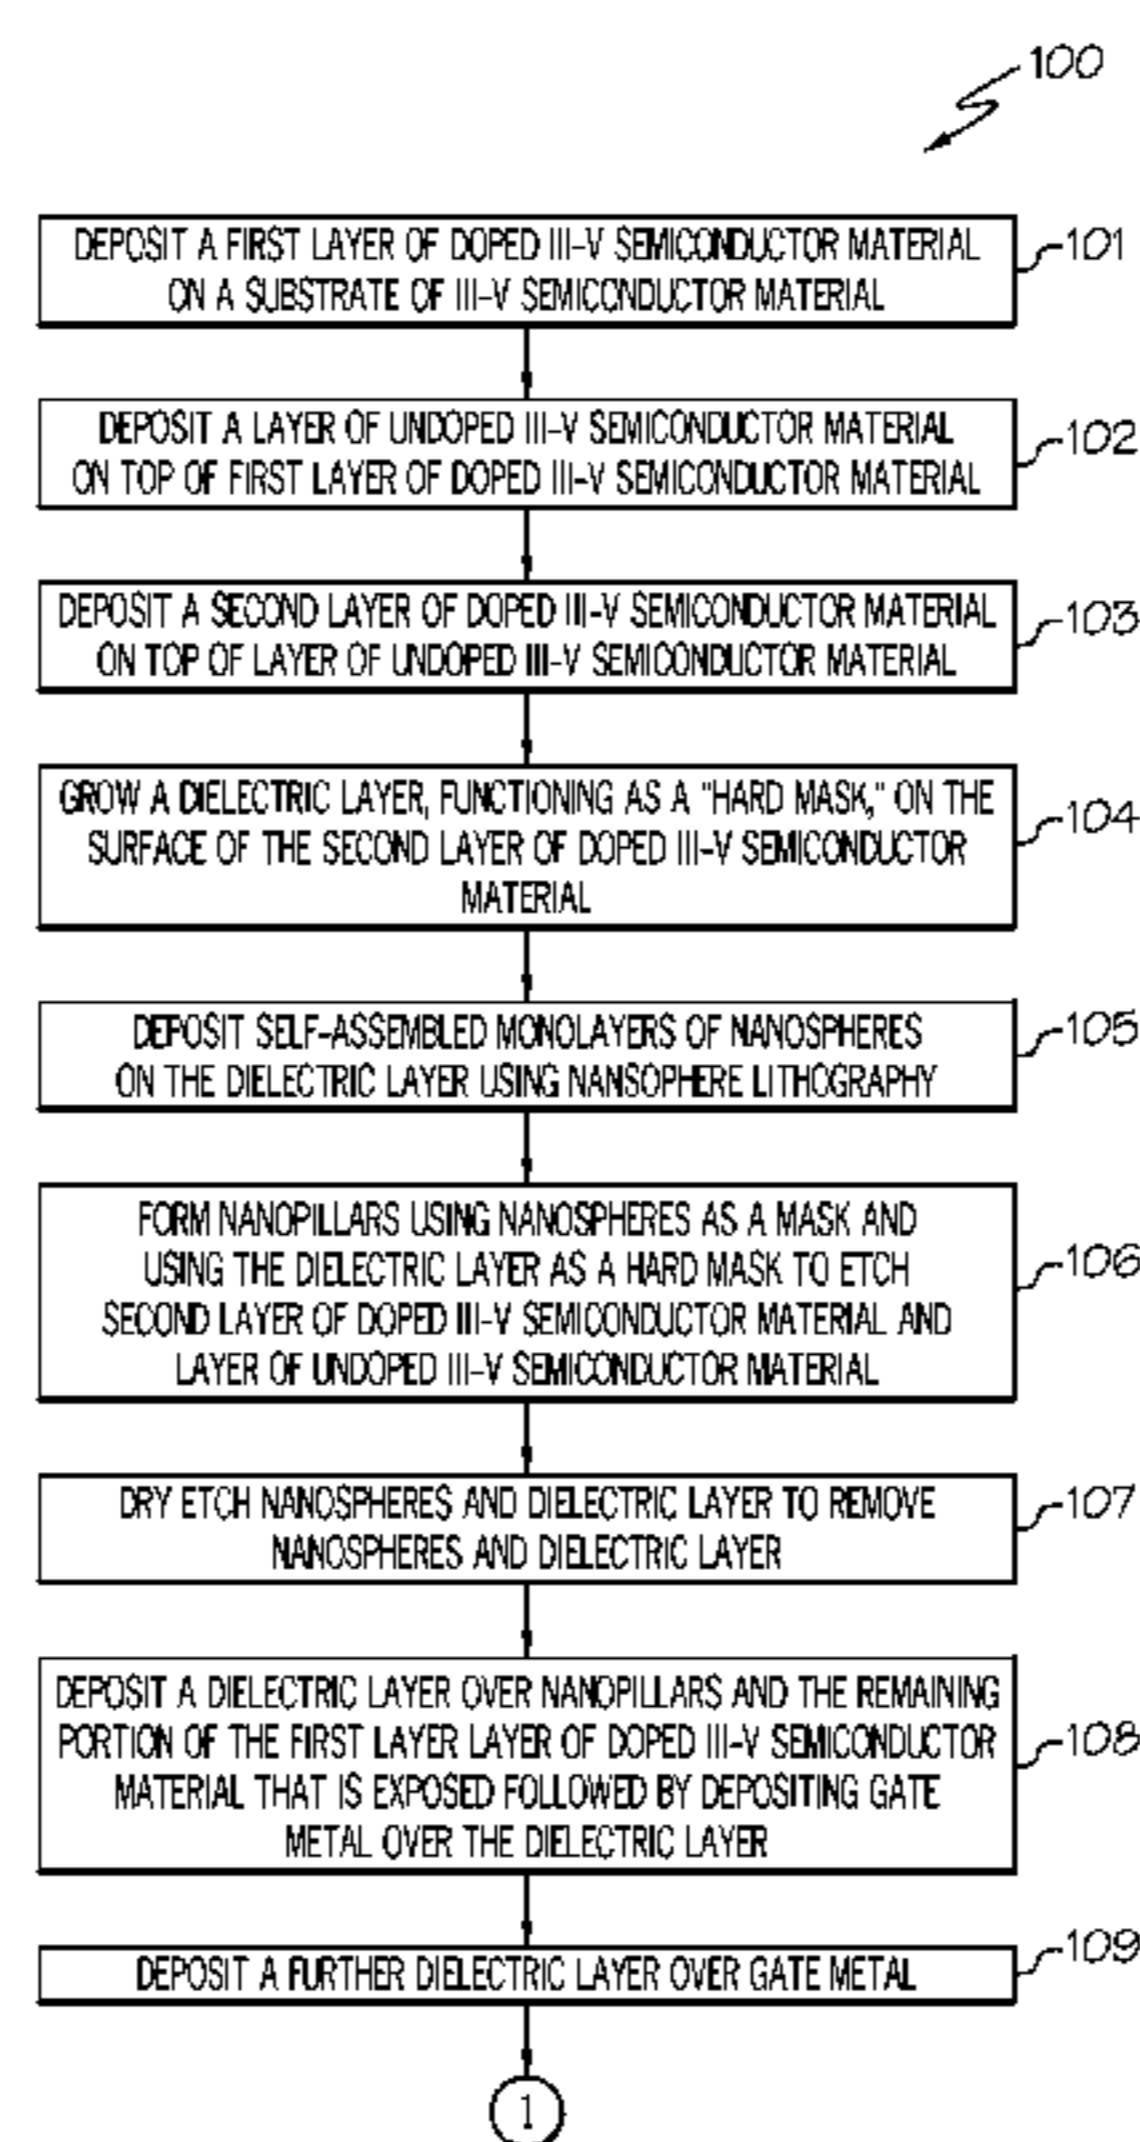 100
DEPOSIT A FIRST LAYER OF DOPED III-V SEMICONDUCTOR MATERIAL
ON A SUBSTRATE OF III-V SEMICONDUCTOR MATERIAL
101
DEPOSIT A LAYER OF UNDOPED III-V SEMICONDUCTOR MATERIAL
ON TOP OF FIRST LAYER OF DOPED III-V SEMICONDUCTOR MATERIAL
102
DEPOSIT A SECOND LAYER OF DOPED III-V SEMICONDUCTOR MATERIAL
ON TOP OF LAYER OF UNDOPED III-V SEMICONDUCTOR MATERIAL
103
GROW A DIELECTRIC LAYER, FUNCTIONING AS A "HARD MASK," ON THE
SURFACE OF THE SECOND LAYER OF DOPED III-V SEMICONDUCTOR
MATERIAL
104
DEPOSIT SELF-ASSEMBLED MONOLAYERS OF NANOSPHERES
ON THE DIELECTRIC LAYER USING NANSOPHERE LITHOGRAPHY
105
FORM NANOPILLARS USING NANOSPHERES AS A MASK AND
USING THE DIELECTRIC LAYER AS A HARD MASK TO ETCH
SECOND LAYER OF DOPED III-V SEMICONDUCTOR MATERIAL AND
LAYER OF UNDOPED III-V SEMICONDUCTOR MATERIAL
106
DRY ETCH NANOSPHERES AND DIELECTRIC LAYER TO REMOVE
NANOSPHERES AND DIELECTRIC LAYER
107
DEPOSIT A DIELECTRIC LAYER OVER NANOPILLARS AND THE REMAINING
PORTION OF THE FIRST LAYER LAYER OF DOPED III-V SEMICONDUCTOR
MATERIAL THAT IS EXPOSED FOLLOWED BY DEPOSITING GATE
METAL OVER THE DIELECTRIC LAYER
108
DEPOSIT A FURTHER DIELECTRIC LAYER OVER GATE METAL
109
1